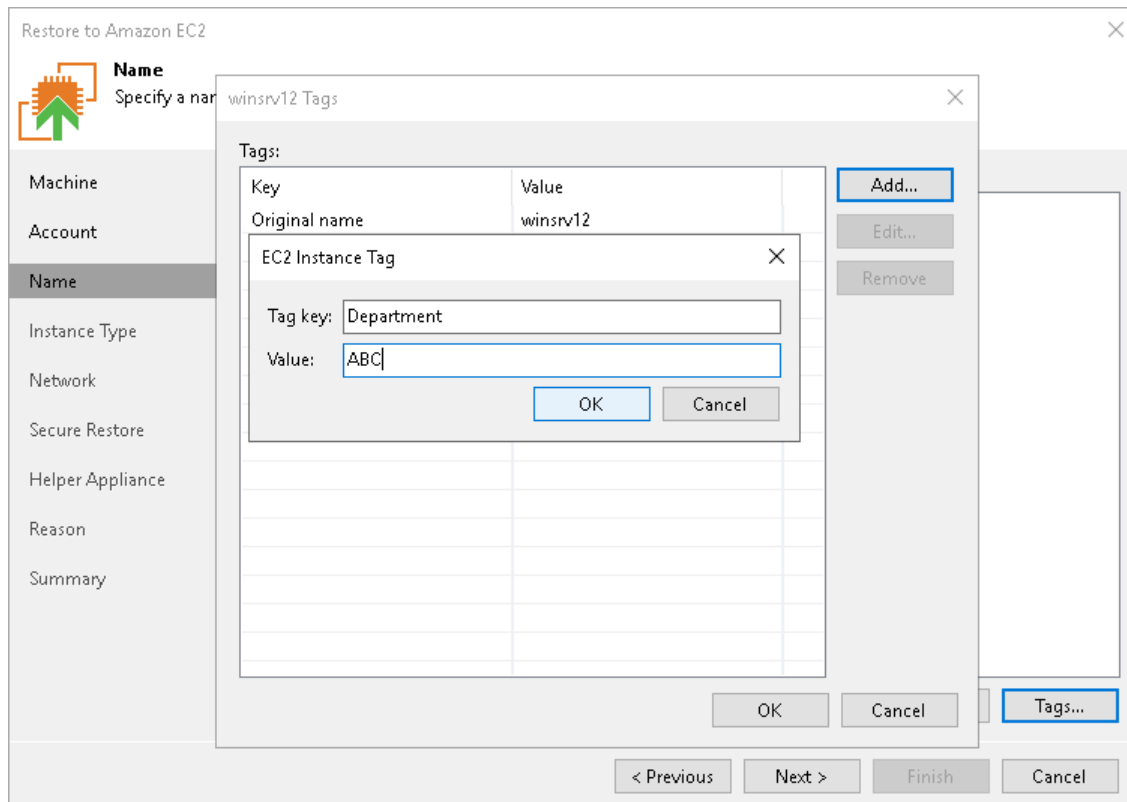 Restore to Amazon EC2
Name
Specify a nar
winsrv12 Tags
Machine
Account
Name
Instance Type
Network
Secure Restore
Helper Appliance
Reason
Summary
Tags:
Key Value
Original name winsrv12
Add...
Edit...
Remove
EC2 Instance Tag
Tag key: Department
Value: ABC
OK Cancel
OK Cancel
Tags...
< Previous Next > Finish Cancel